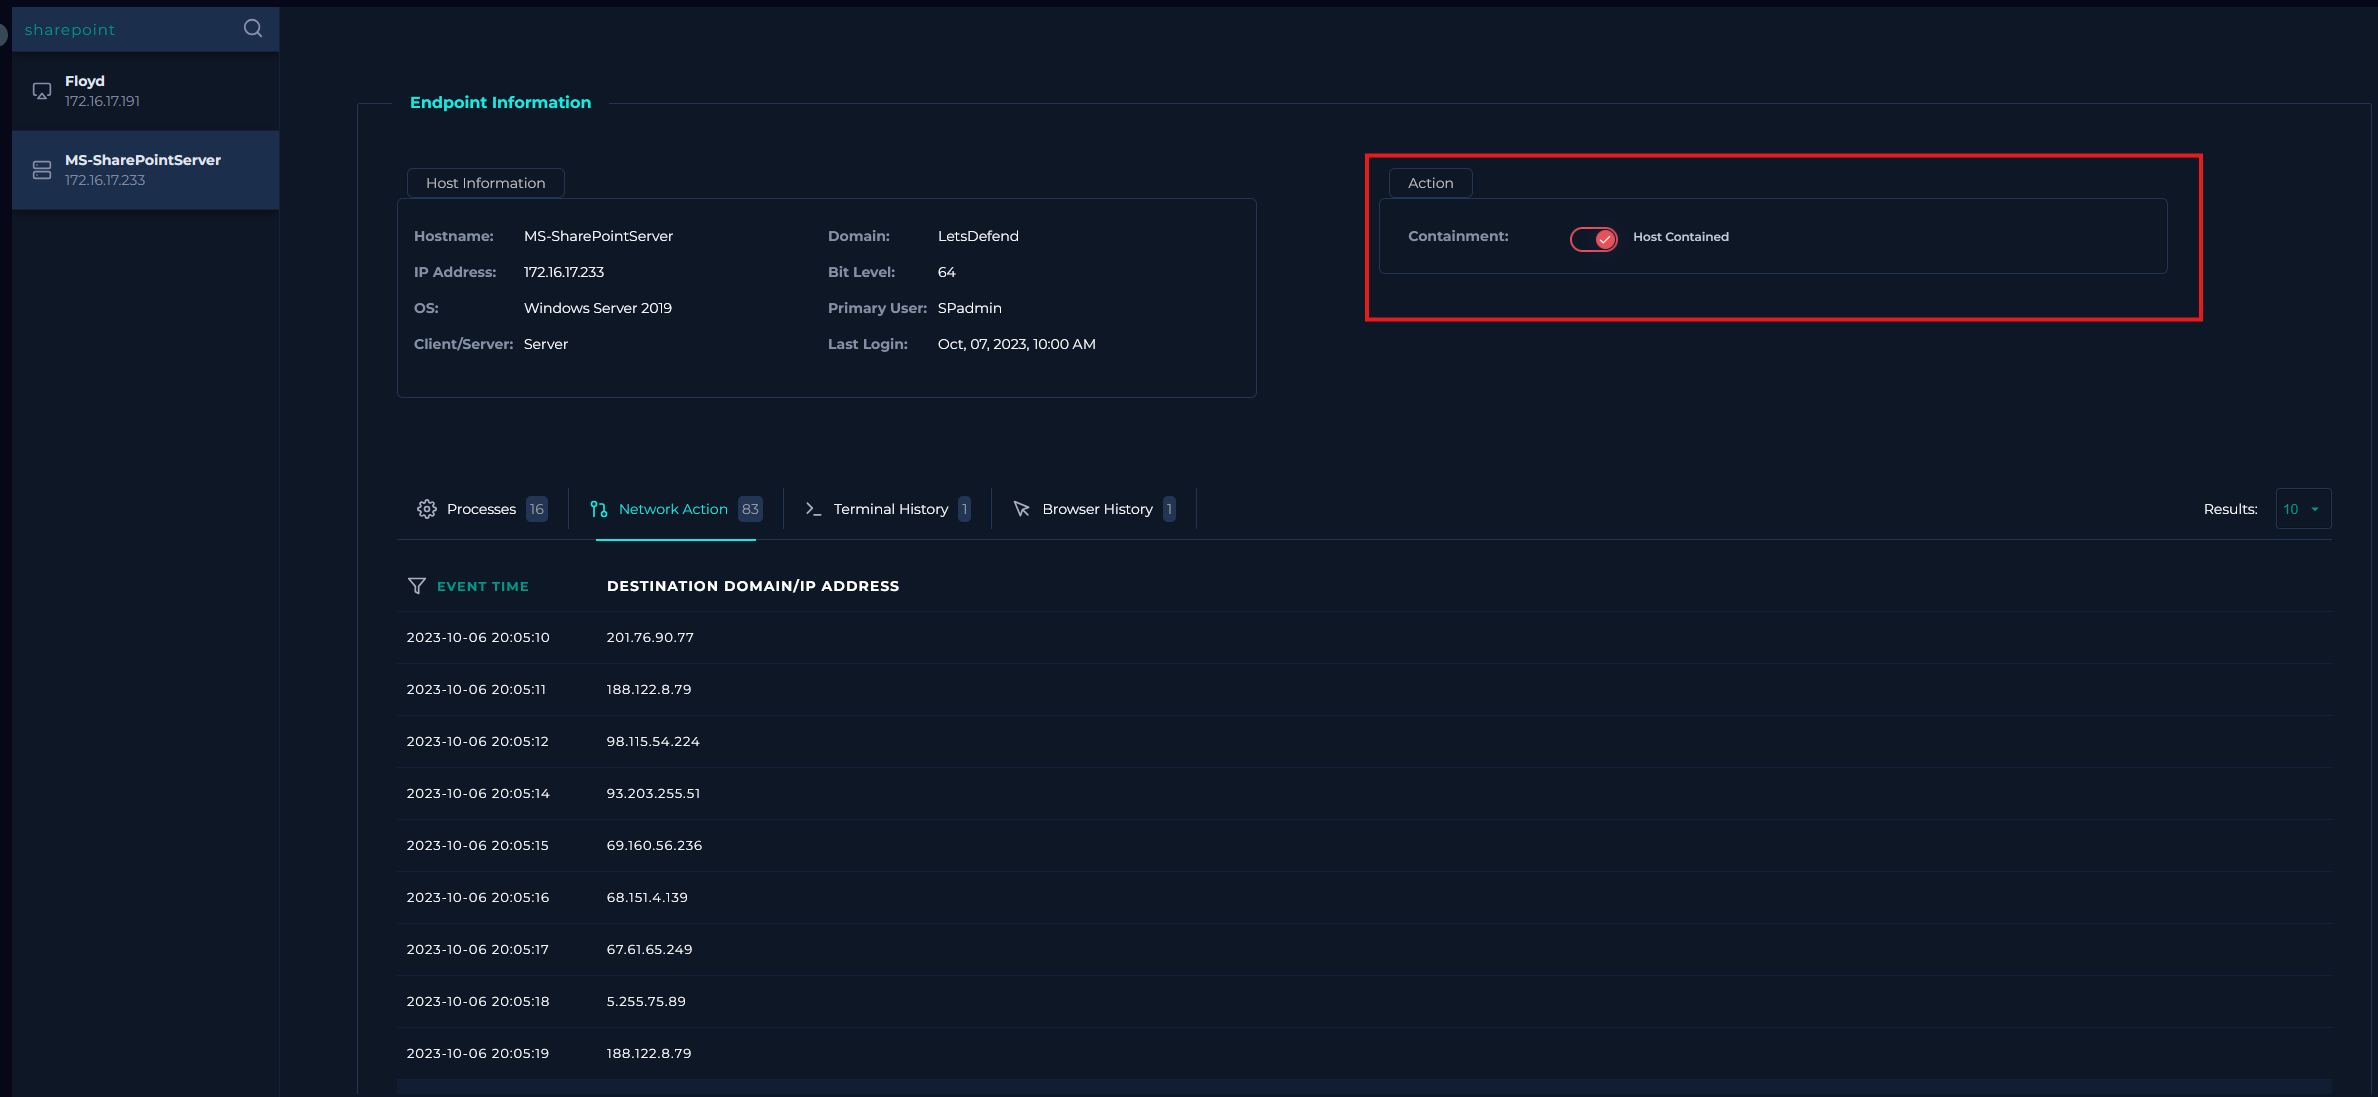 sharepoint
Floyd
172.16.17.191
MS-SharePointServer
172.16.17.233
Endpoint Information
Host Information
Hostname: MS-SharePointServer Domain: LetsDefend
IP Address: 172.16.17.233 Bit Level: 64
OS: Windows Server 2019 Primary User: SPadmin
Client/Server: Server Last Login: Oct, 07, 2023, 10:00 AM
Action
Containment: Host Contained
Processes 16 Network Action 83 Terminal History 1 Browser History 1 Results: 10
EVENT TIME DESTINATION DOMAIN/IP ADDRESS
2023-10-06 20:05:10 201.76.90.77
2023-10-06 20:05:11 188.122.8.79
2023-10-06 20:05:12 98.115.54.224
2023-10-06 20:05:14 93.203.255.51
2023-10-06 20:05:15 69.160.56.236
2023-10-06 20:05:16 68.151.4.139
2023-10-06 20:05:17 67.61.65.249
2023-10-06 20:05:18 5.255.75.89
2023-10-06 20:05:19 188.122.8.79